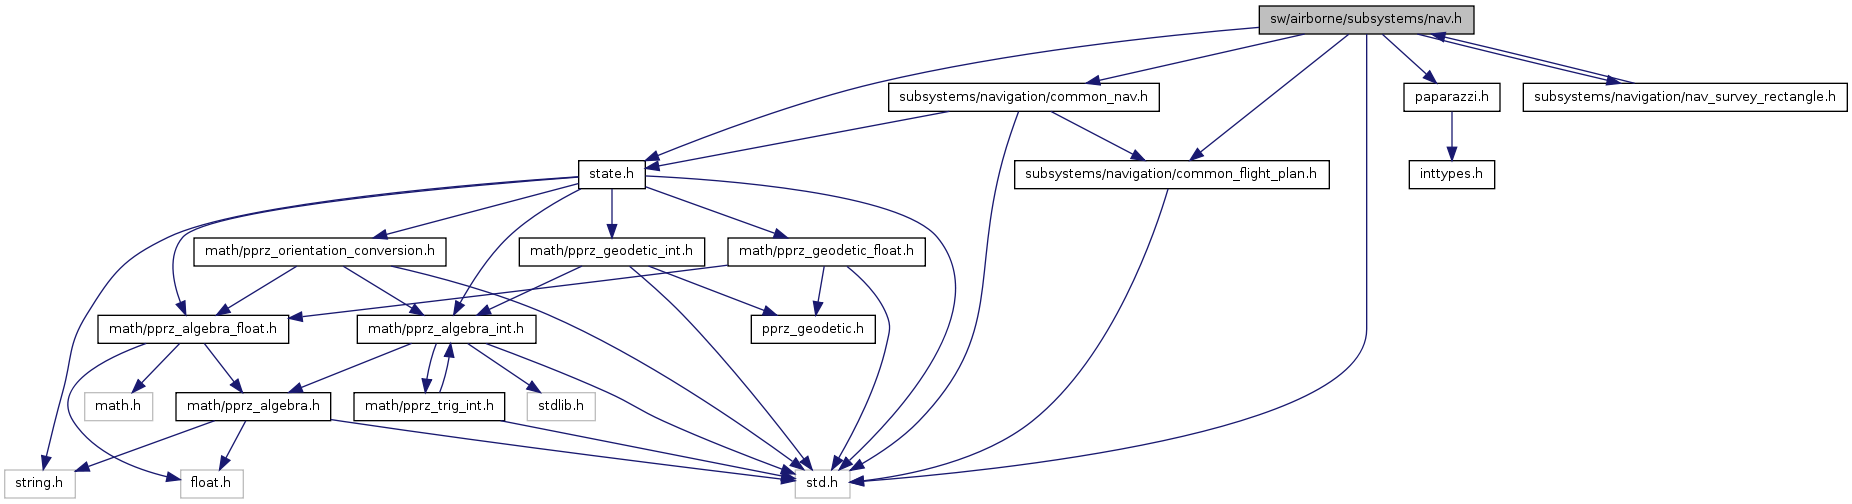 sw/airborne/subsystems/nav.h
subsystems/navigation/common_nav.h
paparazzi.h
subsystems/navigation/nav_survey_rectangle.h
state.h
subsystems/navigation/common_flight_plan.h
inttypes.h
math/pprz_orientation_conversion.h
math/pprz_geodetic_int.h
math/pprz_geodetic_float.h
math/pprz_algebra_float.h
math/pprz_algebra_int.h
pprz_geodetic.h
math.h
math/pprz_algebra.h
math/pprz_trig_int.h
stdlib.h
string.h
float.h
std.h